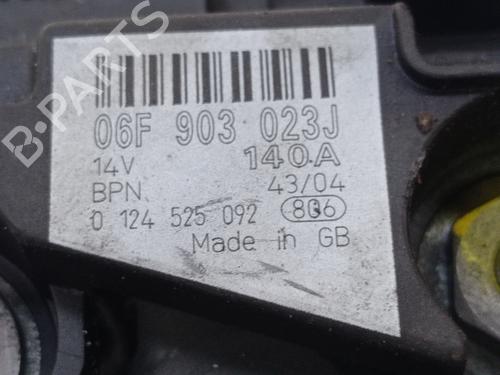 B-PARTS
06F 903 023J
14V 140A
BPN 43/04
0 124 525 092 806
Made in GB